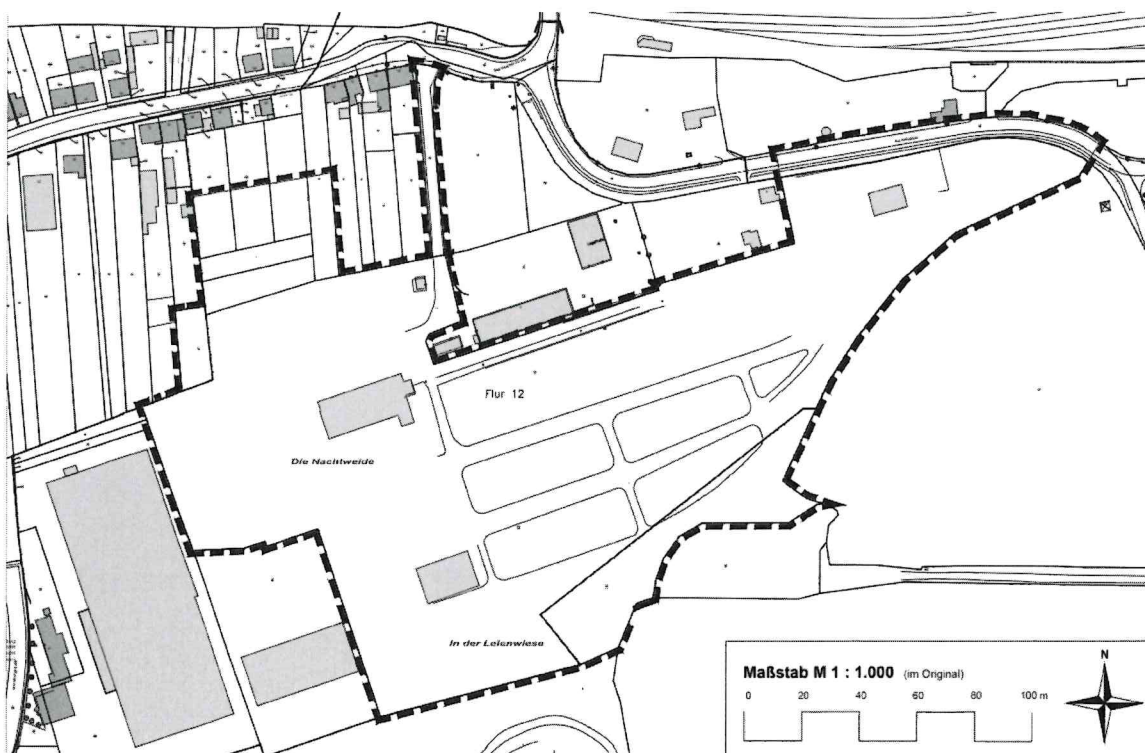 Flur 12
Die Nachtweide
In der Leienwiese
Maßstab M 1 : 1.000 (im Original)
0 20 40 60 80 100 m
N